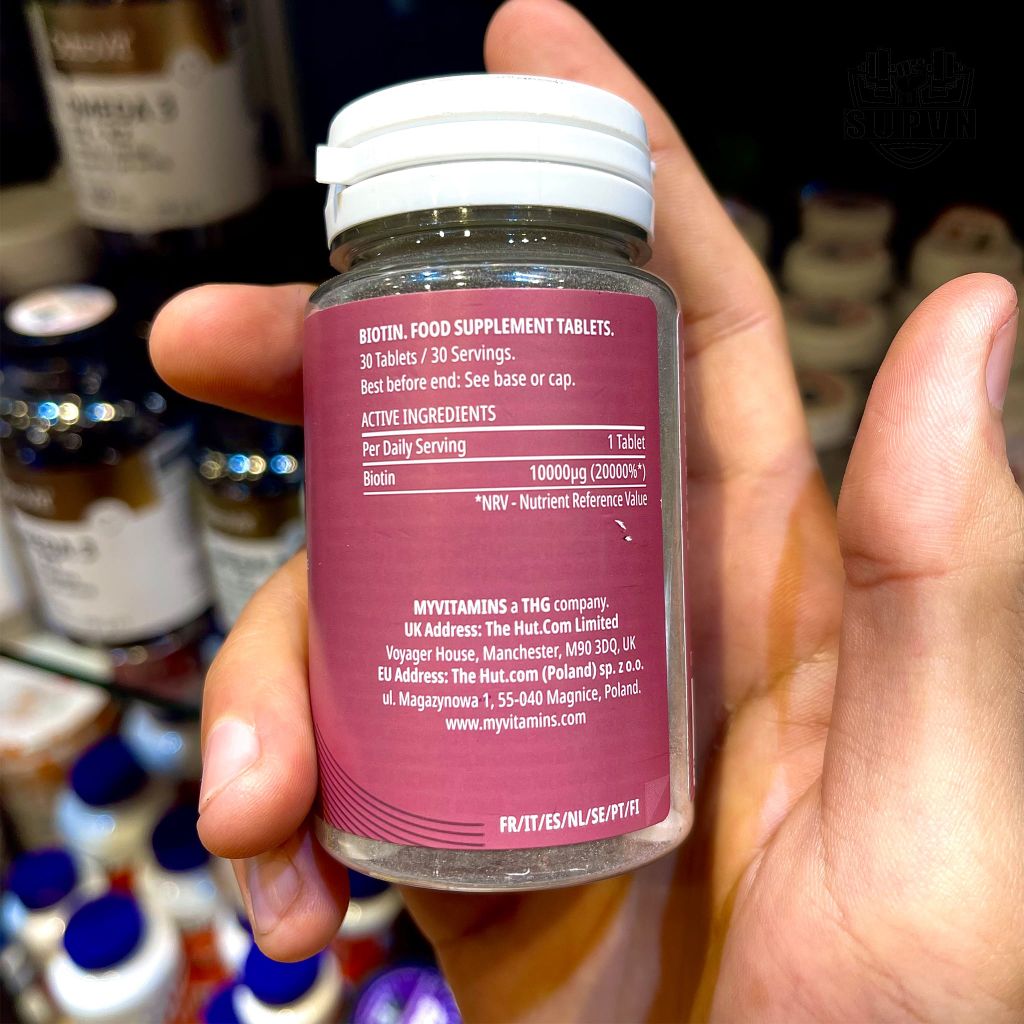 BIOTIN. FOOD SUPPLEMENT TABLETS.
30 Tablets / 30 Servings.
Best before end: See base or cap.
ACTIVE INGREDIENTS
Per Daily Serving 1 Tablet
Biotin 10000µg (20000%*)
*NRV - Nutrient Reference Value
MYVITAMINS a THG company.
UK Address: The Hut.Com Limited
Voyager House, Manchester, M90 3DQ, UK
EU Address: The Hut.com (Poland) sp. z o.o.
ul. Magazynowa 1, 55-040 Magnice, Poland.
www.myvitamins.com
FR/IT/ES/NL/SE/PT/FI
SUPVN
OMEGA 3